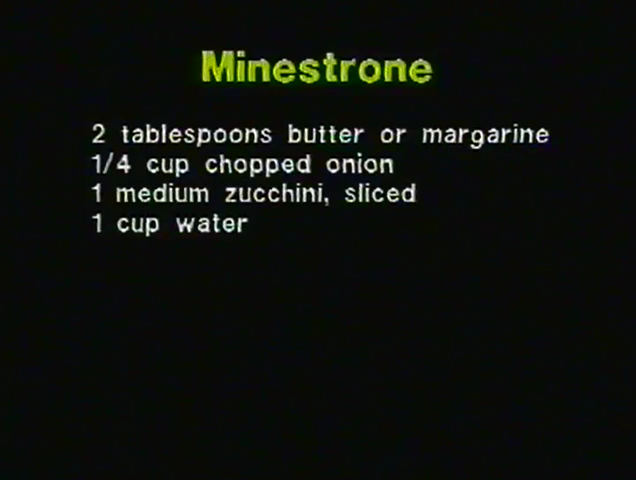 Minestrone
2 tablespoons butter or margarine
1/4 cup chopped onion
1 medium zucchini, sliced
1 cup water